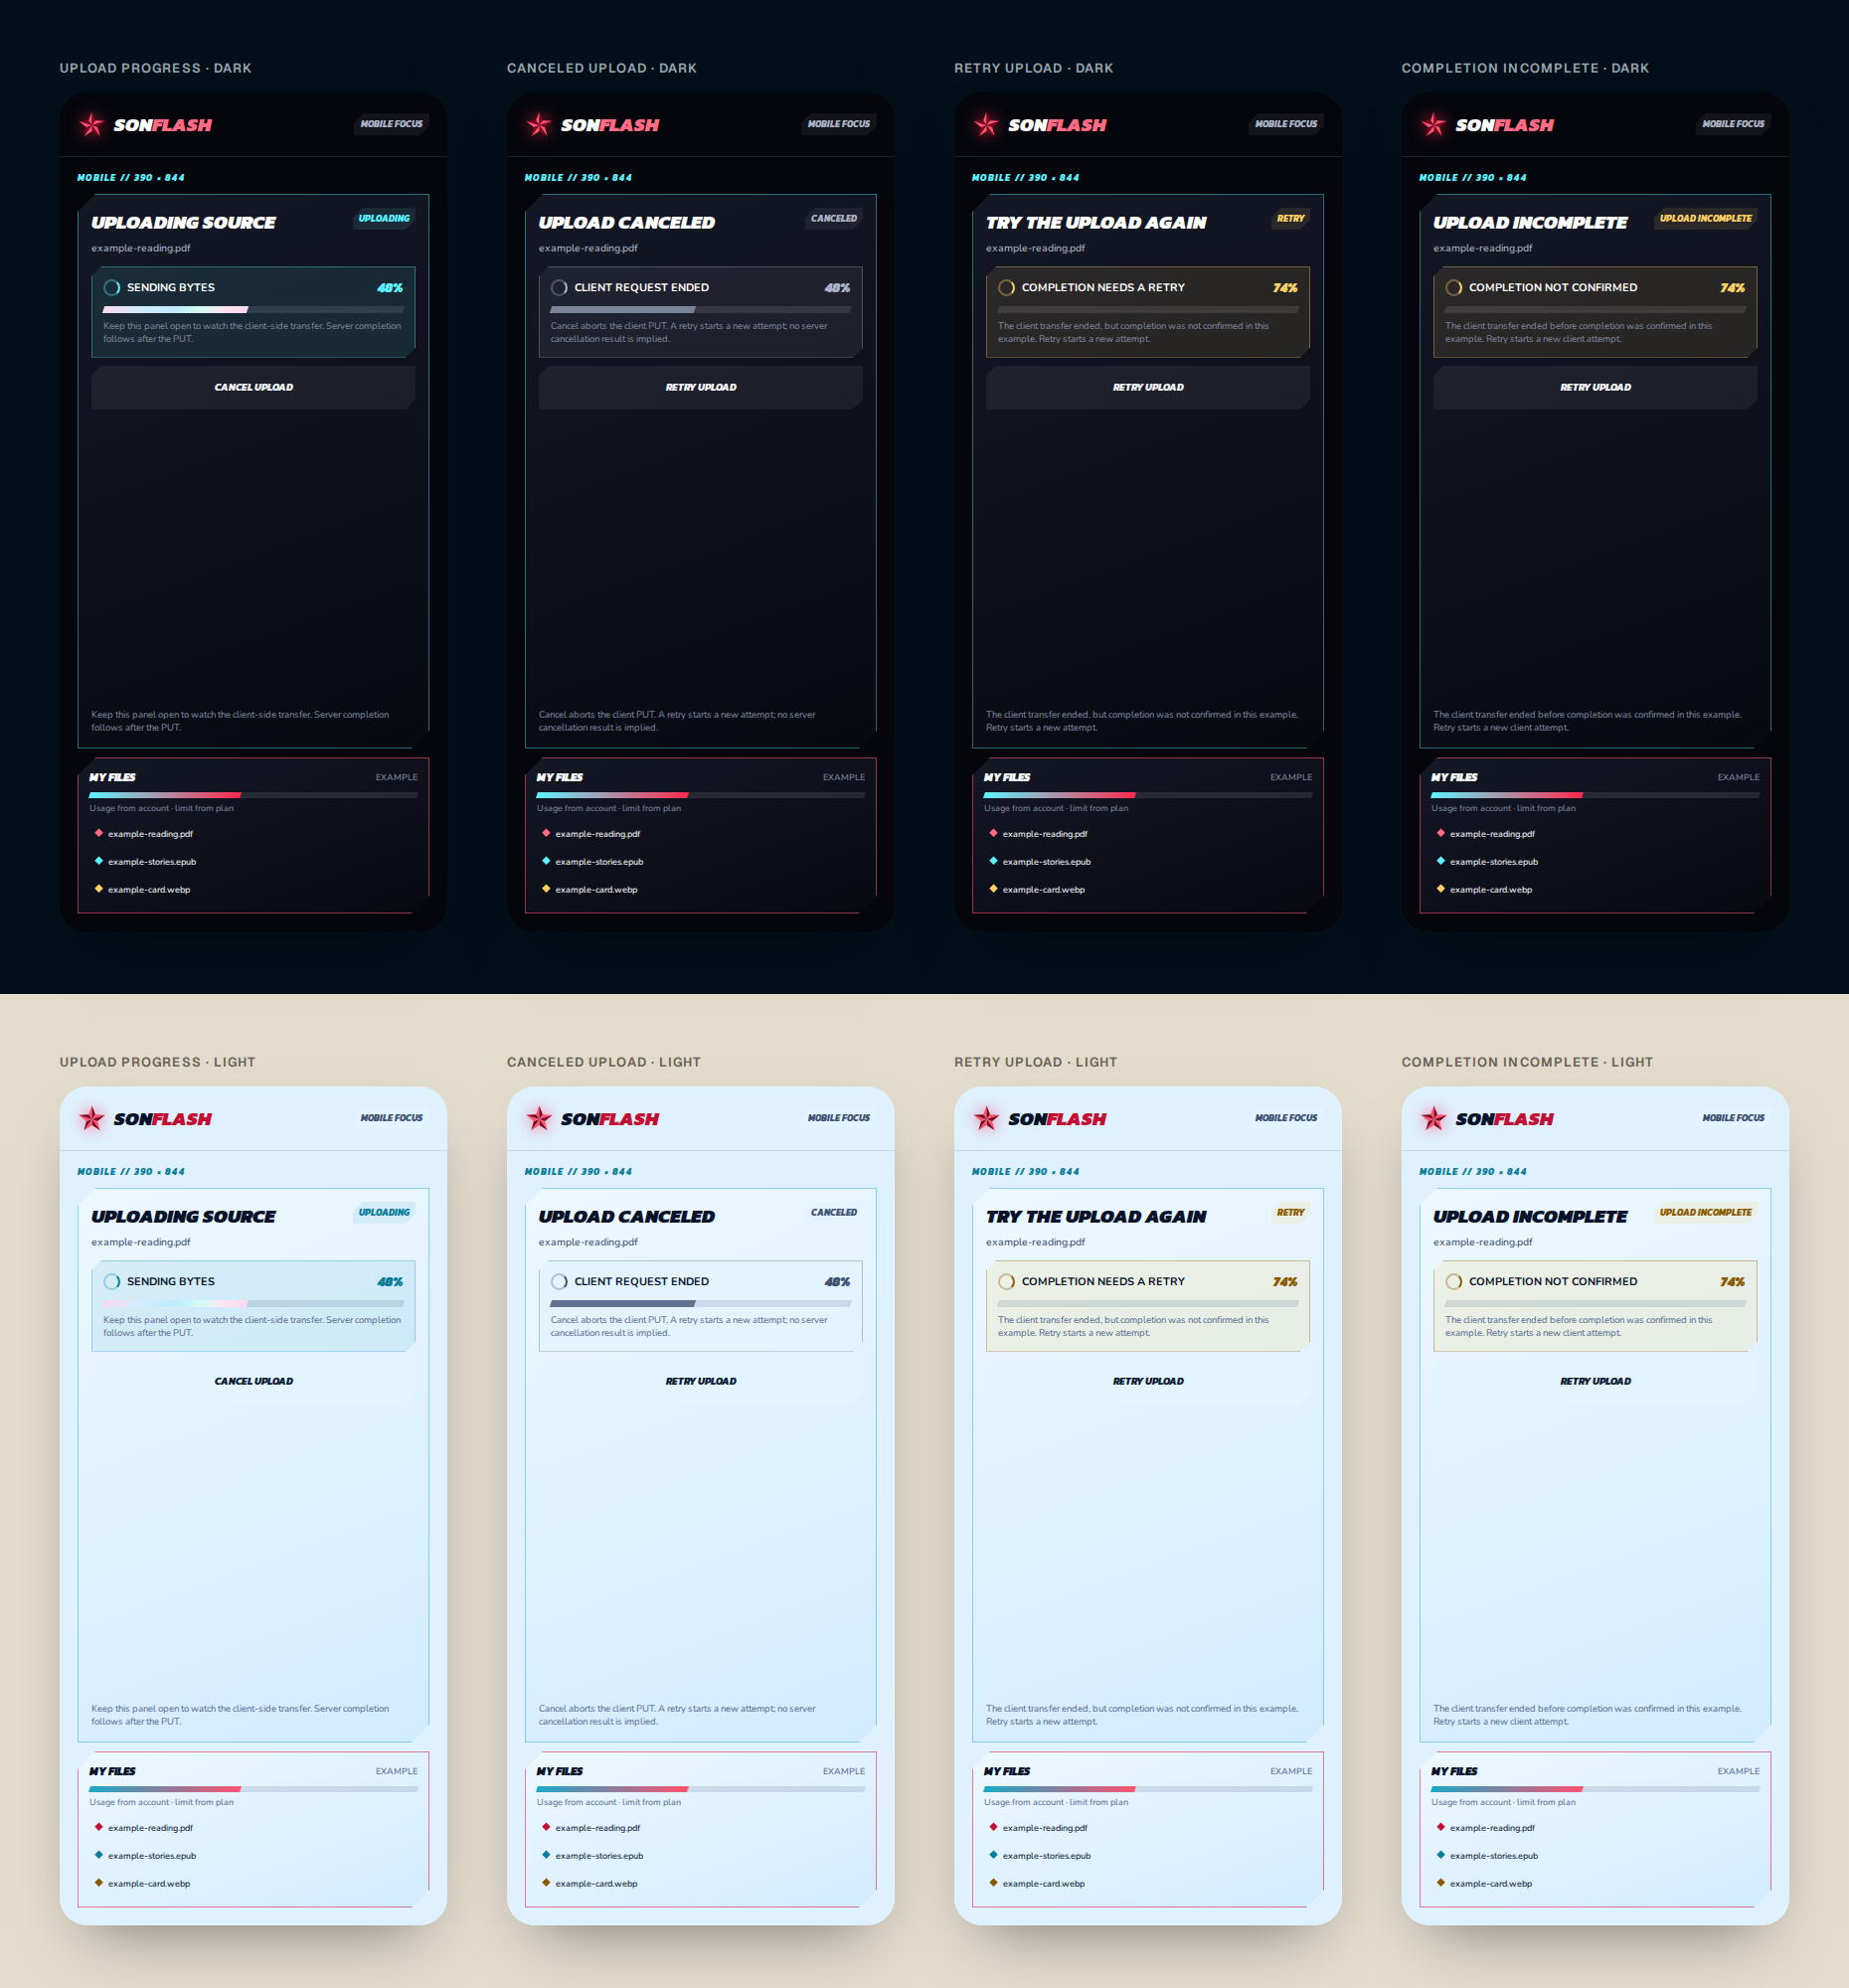 UPLOAD PROGRESS · DARK
SONFLASH
MOBILE FOCUS
MOBILE // 390 × 844
UPLOADING SOURCE
UPLOADING
example-reading.pdf
SENDING BYTES
48%
Keep this panel open to watch the client-side transfer. Server completion
follows after the PUT.
CANCEL UPLOAD
Keep this panel open to watch the client-side transfer. Server completion
follows after the PUT.
MY FILES
EXAMPLE
Usage from account · limit from plan
example-reading.pdf
example-stories.epub
example-card.webp
CANCELED UPLOAD · DARK
SONFLASH
MOBILE FOCUS
MOBILE // 390 × 844
UPLOAD CANCELED
CANCELED
example-reading.pdf
CLIENT REQUEST ENDED
48%
Cancel aborts the client PUT. A retry starts a new attempt; no server
cancellation result is implied.
RETRY UPLOAD
Cancel aborts the client PUT. A retry starts a new attempt; no server
cancellation result is implied.
MY FILES
EXAMPLE
Usage from account · limit from plan
example-reading.pdf
example-stories.epub
example-card.webp
RETRY UPLOAD · DARK
SONFLASH
MOBILE FOCUS
MOBILE // 390 × 844
TRY THE UPLOAD AGAIN
RETRY
example-reading.pdf
COMPLETION NEEDS A RETRY
74%
The client transfer ended, but completion was not confirmed in this
example. Retry starts a new attempt.
RETRY UPLOAD
The client transfer ended, but completion was not confirmed in this example.
Retry starts a new attempt.
MY FILES
EXAMPLE
Usage from account · limit from plan
example-reading.pdf
example-stories.epub
example-card.webp
COMPLETION INCOMPLETE · DARK
SONFLASH
MOBILE FOCUS
MOBILE // 390 × 844
UPLOAD INCOMPLETE
UPLOAD INCOMPLETE
example-reading.pdf
COMPLETION NOT CONFIRMED
74%
The client transfer ended before completion was confirmed in this
example. Retry starts a new client attempt.
RETRY UPLOAD
The client transfer ended before completion was confirmed in this example.
Retry starts a new client attempt.
MY FILES
EXAMPLE
Usage from account · limit from plan
example-reading.pdf
example-stories.epub
example-card.webp
UPLOAD PROGRESS · LIGHT
SONFLASH
MOBILE FOCUS
MOBILE // 390 × 844
UPLOADING SOURCE
UPLOADING
example-reading.pdf
SENDING BYTES
48%
Keep this panel open to watch the client-side transfer. Server completion
follows after the PUT.
CANCEL UPLOAD
Keep this panel open to watch the client-side transfer. Server completion
follows after the PUT.
MY FILES
EXAMPLE
Usage from account · limit from plan
example-reading.pdf
example-stories.epub
example-card.webp
CANCELED UPLOAD · LIGHT
SONFLASH
MOBILE FOCUS
MOBILE // 390 × 844
UPLOAD CANCELED
CANCELED
example-reading.pdf
CLIENT REQUEST ENDED
48%
Cancel aborts the client PUT. A retry starts a new attempt; no server
cancellation result is implied.
RETRY UPLOAD
Cancel aborts the client PUT. A retry starts a new attempt; no server
cancellation result is implied.
MY FILES
EXAMPLE
Usage from account · limit from plan
example-reading.pdf
example-stories.epub
example-card.webp
RETRY UPLOAD · LIGHT
SONFLASH
MOBILE FOCUS
MOBILE // 390 × 844
TRY THE UPLOAD AGAIN
RETRY
example-reading.pdf
COMPLETION NEEDS A RETRY
74%
The client transfer ended, but completion was not confirmed in this
example. Retry starts a new attempt.
RETRY UPLOAD
The client transfer ended, but completion was not confirmed in this example.
Retry starts a new attempt.
MY FILES
EXAMPLE
Usage from account · limit from plan
example-reading.pdf
example-stories.epub
example-card.webp
COMPLETION INCOMPLETE · LIGHT
SONFLASH
MOBILE FOCUS
MOBILE // 390 × 844
UPLOAD INCOMPLETE
UPLOAD INCOMPLETE
example-reading.pdf
COMPLETION NOT CONFIRMED
74%
The client transfer ended before completion was confirmed in this
example. Retry starts a new client attempt.
RETRY UPLOAD
The client transfer ended before completion was confirmed in this example.
Retry starts a new client attempt.
MY FILES
EXAMPLE
Usage from account · limit from plan
example-reading.pdf
example-stories.epub
example-card.webp